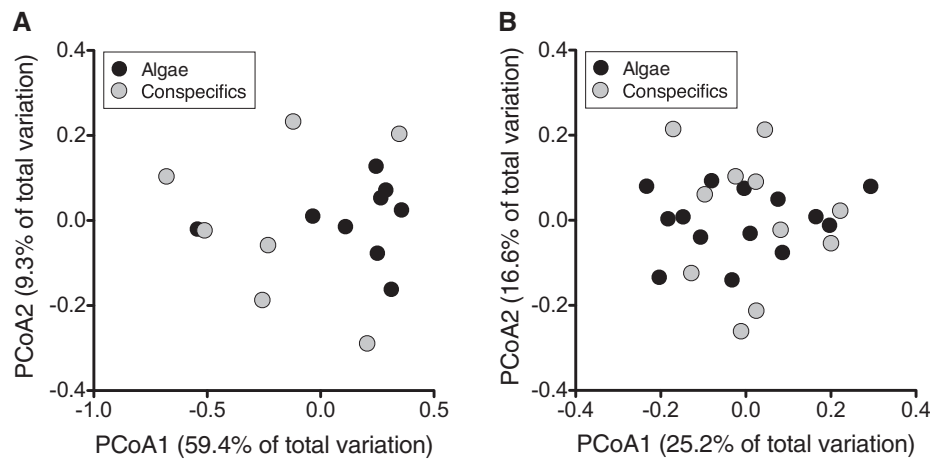 A
0.4
Algae
Conspecifics
0.2
0.0
-0.2
-0.4
-1.0
-0.5
0.0
0.5
PCoA2 (9.3% of total variation)
PCoA1 (59.4% of total variation)
B
0.4
Algae
Conspecifics
0.2
0.0
-0.2
-0.4
-0.4
-0.2
0.0
0.2
0.4
PCoA2 (16.6% of total variation)
PCoA1 (25.2% of total variation)